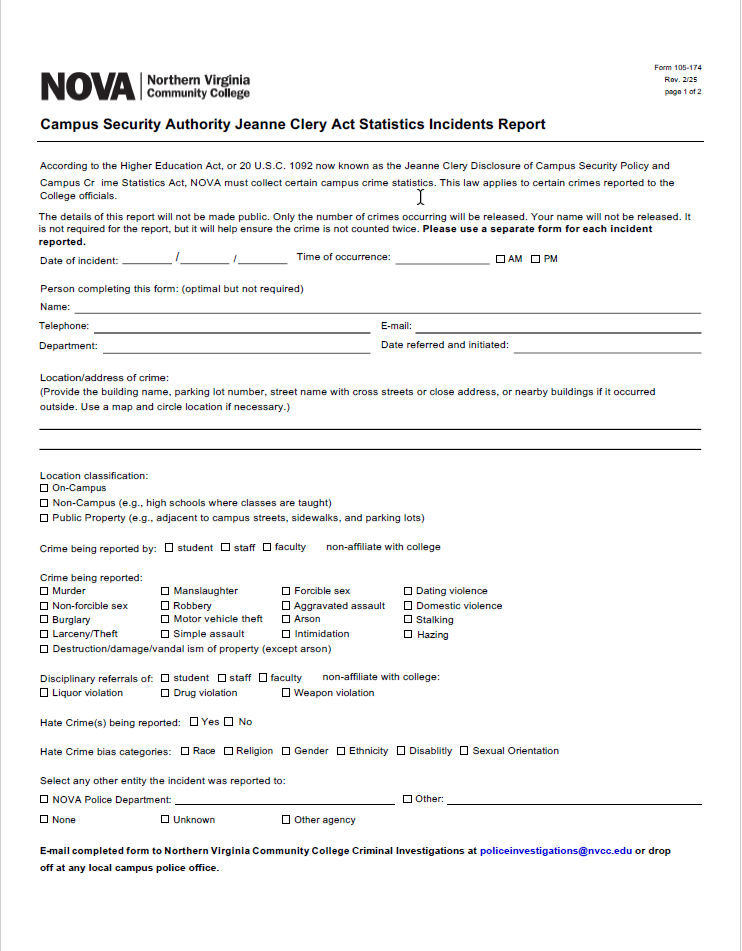 NOVA Northern Virginia
Community College
Form 105-174
Rev. 2/25
page 1 of 2
Campus Security Authority Jeanne Clery Act Statistics Incidents Report
According to the Higher Education Act, or 20 U.S.C. 1092 now known as the Jeanne Clery Disclosure of Campus Security Policy and
Campus Cr ime Statistics Act, NOVA must collect certain campus crime statistics. This law applies to certain crimes reported to the
College officials.
The details of this report will not be made public. Only the number of crimes occurring will be released. Your name will not be released. It
is not required for the report, but it will help ensure the crime is not counted twice. Please use a separate form for each incident
reported.
Date of incident: / / Time of occurrence: AM PM
Person completing this form: (optimal but not required)
Name:
Telephone: E-mail:
Department: Date referred and initiated:
Location/address of crime:
(Provide the building name, parking lot number, street name with cross streets or close address, or nearby buildings if it occurred
outside. Use a map and circle location if necessary.)
Location classification:
On-Campus
Non-Campus (e.g., high schools where classes are taught)
Public Property (e.g., adjacent to campus streets, sidewalks, and parking lots)
Crime being reported by: student staff faculty non-affiliate with college
Crime being reported:
Murder Manslaughter Forcible sex Dating violence
Non-forcible sex Robbery Aggravated assault Domestic violence
Burglary Motor vehicle theft Arson Stalking
Larceny/Theft Simple assault Intimidation Hazing
Destruction/damage/vandal ism of property (except arson)
Disciplinary referrals of: student staff faculty non-affiliate with college:
Liquor violation Drug violation Weapon violation
Hate Crime(s) being reported: Yes No
Hate Crime bias categories: Race Religion Gender Ethnicity Disablitly Sexual Orientation
Select any other entity the incident was reported to:
NOVA Police Department: Other:
None Unknown Other agency
E-mail completed form to Northern Virginia Community College Criminal Investigations at policeinvestigations@nvcc.edu or drop
off at any local campus police office.